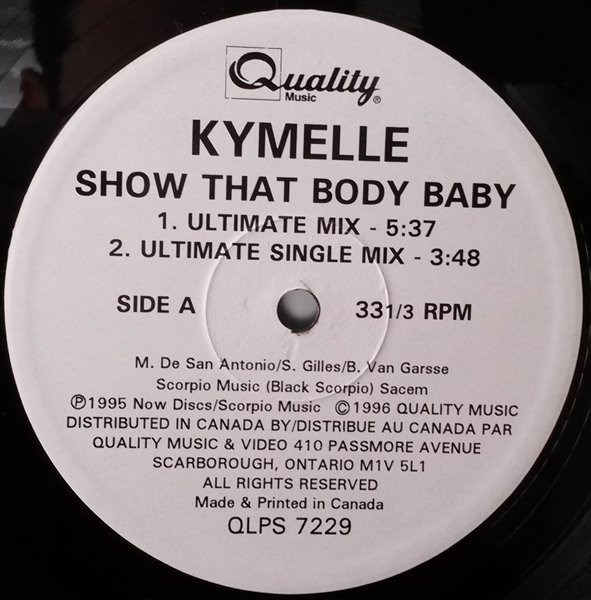 Quality
Music ®
KYMELLE
SHOW THAT BODY BABY
1. ULTIMATE MIX - 5:37
2. ULTIMATE SINGLE MIX - 3:48
SIDE A 331/3 RPM
M. De San Antonio/S. Gilles/B. Van Garsse
Scorpio Music (Black Scorpio) Sacem
℗1995 Now Discs/Scorpio Music ©1996 QUALITY MUSIC
DISTRIBUTED IN CANADA BY/DISTRIBUE AU CANADA PAR
QUALITY MUSIC & VIDEO 410 PASSMORE AVENUE
SCARBOROUGH, ONTARIO M1V 5L1
ALL RIGHTS RESERVED
Made & Printed in Canada
QLPS 7229